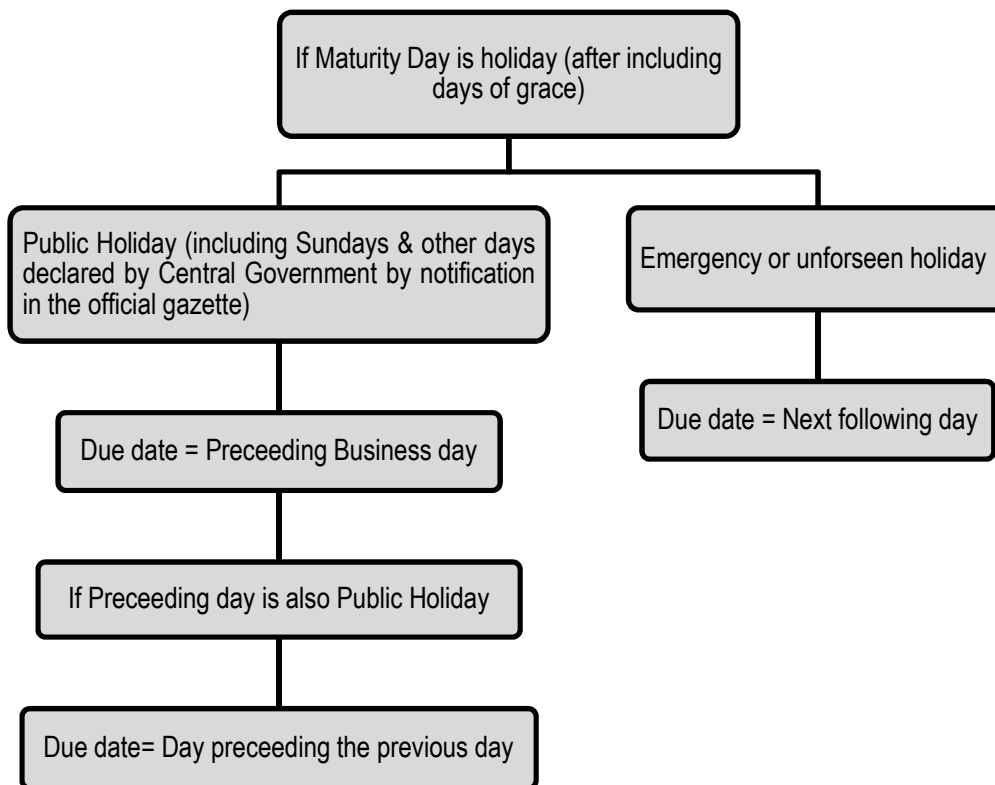 If Maturity Day is holiday (after including
days of grace)
Public Holiday (including Sundays & other days
declared by Central Government by notification
in the official gazette)
Emergency or unforseen holiday
Due date = Preceeding Business day
Due date = Next following day
If Preceeding day is also Public Holiday
Due date= Day preceeding the previous day